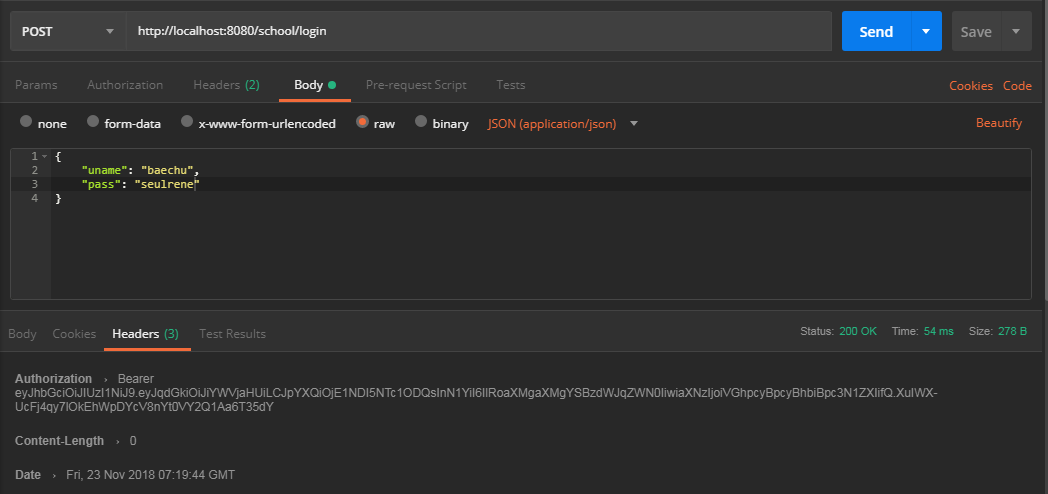 POST http://localhost:8080/school/login Send Save
Params Authorization Headers (2) Body Pre-request Script Tests Cookies Code
none form-data x-www-form-urlencoded raw binary JSON (application/json) Beautify
1 {
2 "uname": "baechu",
3 "pass": "seulrene"
4 }
Body Cookies Headers (3) Test Results Status: 200 OK Time: 54 ms Size: 278 B
Authorization › Bearer
eyJhbGciOiJIUzI1NiJ9.eyJqdGkiOiJiYWVjaHUiLCJpYXQiOjE1NDI5NTc1ODQsInN1YiI6IlRoaXMgaXMgYSBzdWJqZWN0IiwiaXNzIjoiVGhpcyBpcyBhbiBpc3N1ZXIifQ.XuIWX-
UcFj4qy7lOkEhWpDYcV8nYt0VY2Q1Aa6T35dY
Content-Length › 0
Date › Fri, 23 Nov 2018 07:19:44 GMT